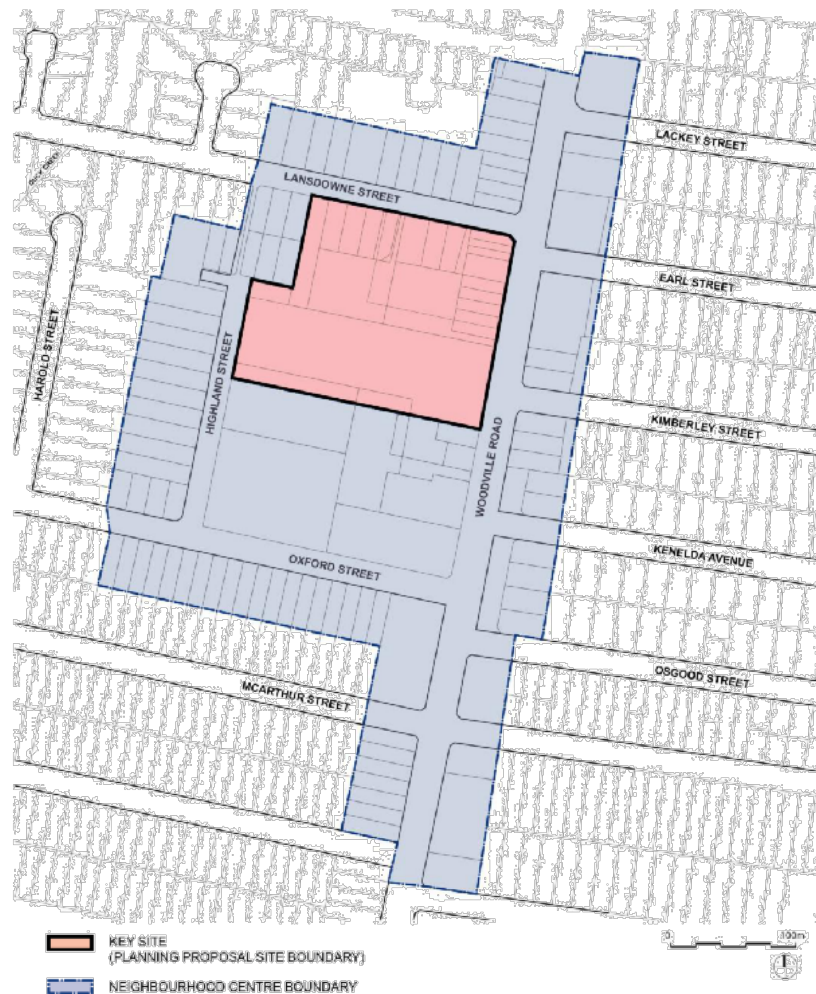 LACKEY STREET
LANSDOWNE STREET
EARL STREET
HAROLD STREET
HIGHLAND STREET
KIMBERLEY STREET
WOODVILLE ROAD
KENELDA AVENUE
OXFORD STREET
OSGOOD STREET
MCARTHUR STREET
KEY SITE
(PLANNING PROPOSAL SITE BOUNDARY)
0 100m
NEIGHBOURHOOD CENTRE BOUNDARY